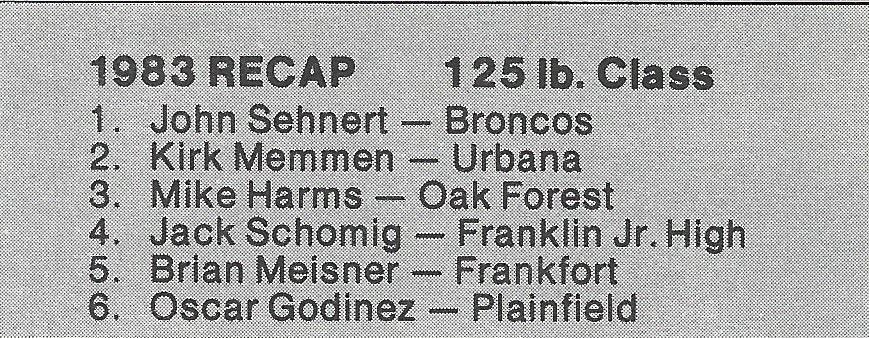 1983 RECAP 125 lb. Class
1. John Sehnert — Broncos
2. Kirk Memmen — Urbana
3. Mike Harms — Oak Forest
4. Jack Schomig — Franklin Jr. High
5. Brian Meisner — Frankfort
6. Oscar Godinez — Plainfield